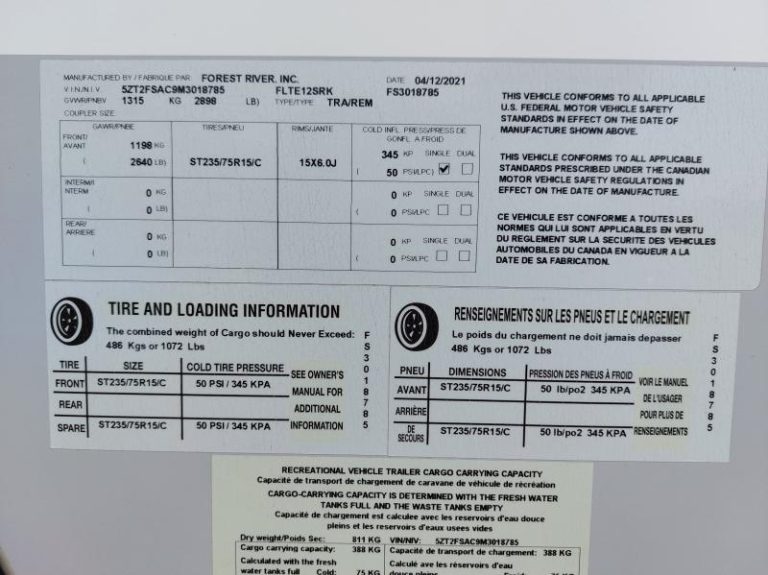 MANUFACTURED BY / FABRIQUE PAR FOREST RIVER, INC. DATE 04/12/2021
V.I.N./N.I.V. 5ZT2FSAC9M3018785 FLTE12SRK FS3018785
GVWR/PNBV 1315 KG 2898 LB) TYPE/TYPE TRA/REM
COUPLER SIZE
GAWR/PNBE TIRES/PNEU RIMS/JANTE COLD INFL. PRESS/PRESS DE GONFL. A FROID
FRONT/ AVANT 1198 KG 345 KP SINGLE DUAL
( 2640 LB) ST235/75R15/C 15X6.0J ( 50 PSI/LPC)
INTERM/I NTERM 0 KG 0 KP SINGLE DUAL
( 0 LB) ( 0 PSI/LPC
REAR/ ARRIERE 0 KG 0 KP SINGLE DUAL
( 0 LB) ( 0 PSI/LPC
THIS VEHICLE CONFORMS TO ALL APPLICABLE
U.S. FEDERAL MOTOR VEHICLE SAFETY
STANDARDS IN EFFECT ON THE DATE OF
MANUFACTURE SHOWN ABOVE.
THIS VEHICLE CONFORMS TO ALL APPLICABLE
STANDARDS PRESCRIBED UNDER THE CANADIAN
MOTOR VEHICLE SAFETY REGULATIONS IN
EFFECT ON THE DATE OF MANUFACTURE.
CE VEHICULE EST CONFORME A TOUTES LES
NORMES QUI LUI SONT APPLICABLES EN VERTU
DU REGLEMENT SUR LA SECURITE DES VEHICULES
AUTOMOBILES DU CANADA EN VIGUEUR A LA
DATE DE SA FABRICATION.
TIRE AND LOADING INFORMATION
The combined weight of Cargo should Never Exceed:
486 Kgs or 1072 Lbs
TIRE SIZE COLD TIRE PRESSURE
FRONT ST235/75R15/C 50 PSI / 345 KPA
REAR
SPARE ST235/75R15/C 50 PSI / 345 KPA
SEE OWNER'S
MANUAL FOR
ADDITIONAL
INFORMATION
FS3018785
RENSEIGNEMENTS SUR LES PNEUS ET LE CHARGEMENT
Le poids du chargement ne doit jamais depasser
486 Kgs or 1072 Lbs
PNEU DIMENSIONS PRESSION DES PNEUS À FROID
AVANT ST235/75R15/C 50 lb/po2 345 KPA
ARRIÈRE
DE SECOURS ST235/75R15/C 50 lb/po2 345 KPA
VOIR LE MANUEL
DE L'USAGER
POUR PLUS DE
RENSEIGNEMENTS
FS3018785
RECREATIONAL VEHICLE TRAILER CARGO CARRYING CAPACITY
Capacité de transport de chargement de caravane de véhicule de récréation
CARGO-CARRYING CAPACITY IS DETERMINED WITH THE FRESH WATER
TANKS FULL AND THE WASTE TANKS EMPTY
Capacité de chargement est calculee avec les reservoirs d'eau douce
pleins et les reservoirs d'eaux usees vides
Dry weight/Poids Sec: 811 KG VIN/NIV: 5ZT2FSAC9M3018785
Cargo carrying capacity: 388 KG Capacité de transport de chargement: 388 KG
Calculated with the fresh Calculé ave les réservoirs d'eau
water tanks full Cold: 75 KG douce pleins